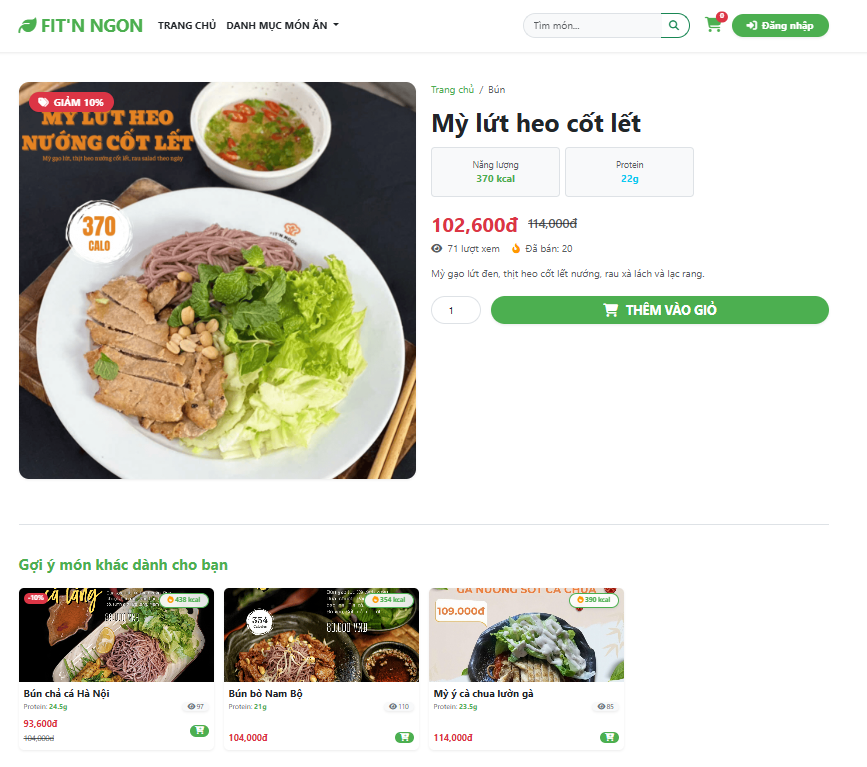 FIT'N NGON
TRANG CHỦ
DANH MỤC MÓN ĂN
Tìm món...
0
Đăng nhập
GIẢM 10%
MỲ LỨT HEO
NƯỚNG CỐT LẾT
Mỳ gạo lứt, thịt heo nướng cốt lết, rau salad theo ngày
370
CALO
FIT'N NGON
Trang chủ / Bún
Mỳ lứt heo cốt lết
Năng lượng
370 kcal
Protein
22g
102,600đ 114,000đ
71 lượt xem Đã bán: 20
Mỳ gạo lứt đen, thịt heo cốt lết nướng, rau xà lách và lạc rang.
1
THÊM VÀO GIỎ
Gợi ý món khác dành cho bạn
-10%
cá lăng
438 kcal
Bún chả cá Hà Nội
Protein: 24.5g
97
93,600đ
104,000đ
354 kcal
354
Bún bò Nam Bộ
Protein: 21g
110
104,000đ
GÀ NƯỚNG SỐT CÀ CHUA
390 kcal
109.000đ
Mỳ ý cà chua lườn gà
Protein: 23.5g
85
114,000đ